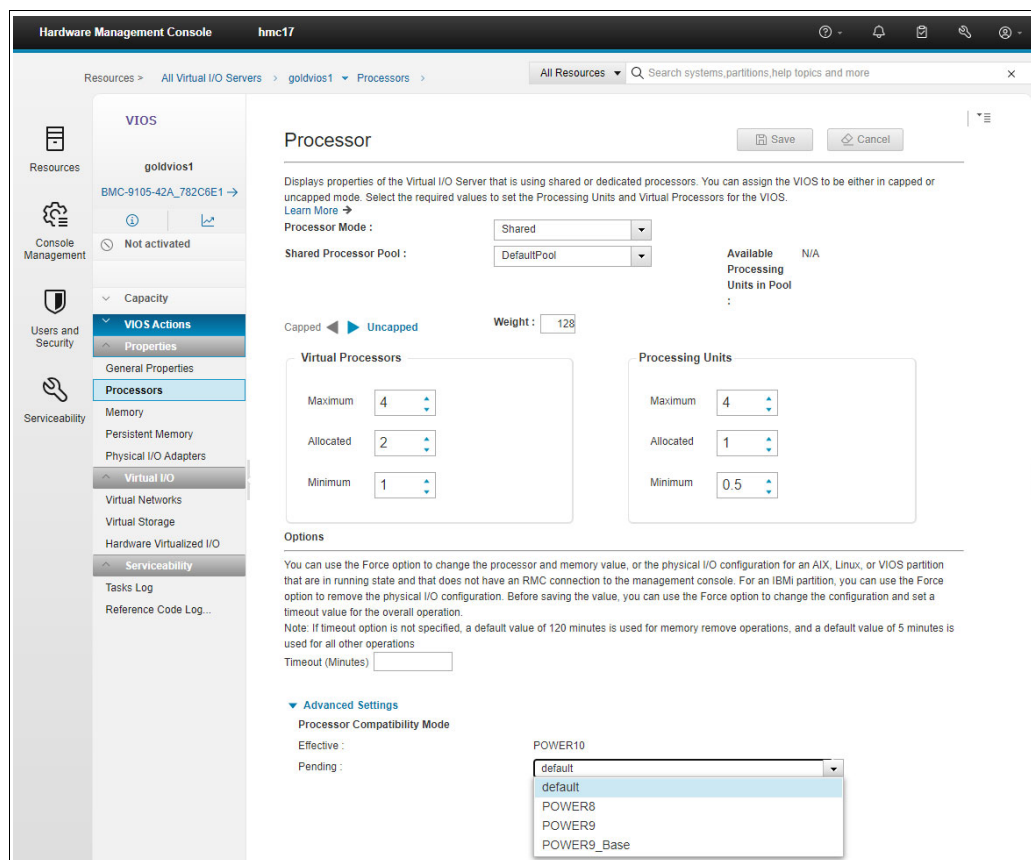 Hardware Management Console hmc17
Resources > All Virtual I/O Servers > goldvios1 Processors >
All Resources Search systems,partitions,help topics and more x
Resources
Console Management
Users and Security
Serviceability
VIOS
goldvios1
BMC-9105-42A_782C6E1 →
Not activated
Capacity
VIOS Actions
Properties
General Properties
Processors
Memory
Persistent Memory
Physical I/O Adapters
Virtual I/O
Virtual Networks
Virtual Storage
Hardware Virtualized I/O
Serviceability
Tasks Log
Reference Code Log...
Processor
Save Cancel
Displays properties of the Virtual I/O Server that is using shared or dedicated processors. You can assign the VIOS to be either in capped or
uncapped mode. Select the required values to set the Processing Units and Virtual Processors for the VIOS.
Learn More →
Processor Mode : Shared
Shared Processor Pool : DefaultPool
Available Processing Units in Pool : N/A
Capped Uncapped Weight : 128
Virtual Processors
Maximum 4
Allocated 2
Minimum 1
Processing Units
Maximum 4
Allocated 1
Minimum 0.5
Options
You can use the Force option to change the processor and memory value, or the physical I/O configuration for an AIX, Linux, or VIOS partition
that are in running state and that does not have an RMC connection to the management console. For an IBMi partition, you can use the Force
option to remove the physical I/O configuration. Before saving the value, you can use the Force option to change the configuration and set a
timeout value for the overall operation.
Note: If timeout option is not specified, a default value of 120 minutes is used for memory remove operations, and a default value of 5 minutes is
used for all other operations
Timeout (Minutes)
Advanced Settings
Processor Compatibility Mode
Effective : POWER10
Pending : default
default
POWER8
POWER9
POWER9_Base